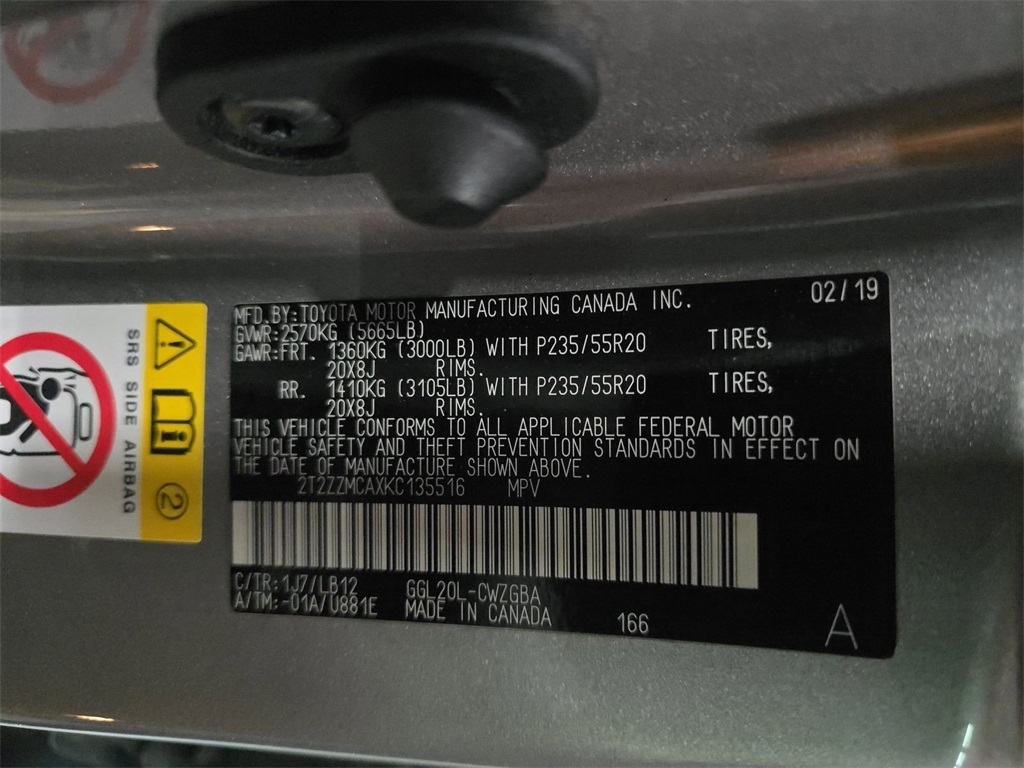 MFD.BY:TOYOTA MOTOR MANUFACTURING CANADA INC. 02/19
GVWR:2570KG (5665LB)
GAWR:FRT. 1360KG (3000LB) WITH P235/55R20 TIRES,
20X8J RIMS.
RR. 1410KG (3105LB) WITH P235/55R20 TIRES,
20X8J RIMS.
THIS VEHICLE CONFORMS TO ALL APPLICABLE FEDERAL MOTOR
VEHICLE SAFETY AND THEFT PREVENTION STANDARDS IN EFFECT ON
THE DATE OF MANUFACTURE SHOWN ABOVE.
2T2ZZMCAXKC135516 MPV
C/TR:1J7/LB12 GGL20L-CWZGBA
A/TM:-01A/U881E MADE IN CANADA 166
A
SRS SIDE AIRBAG
2